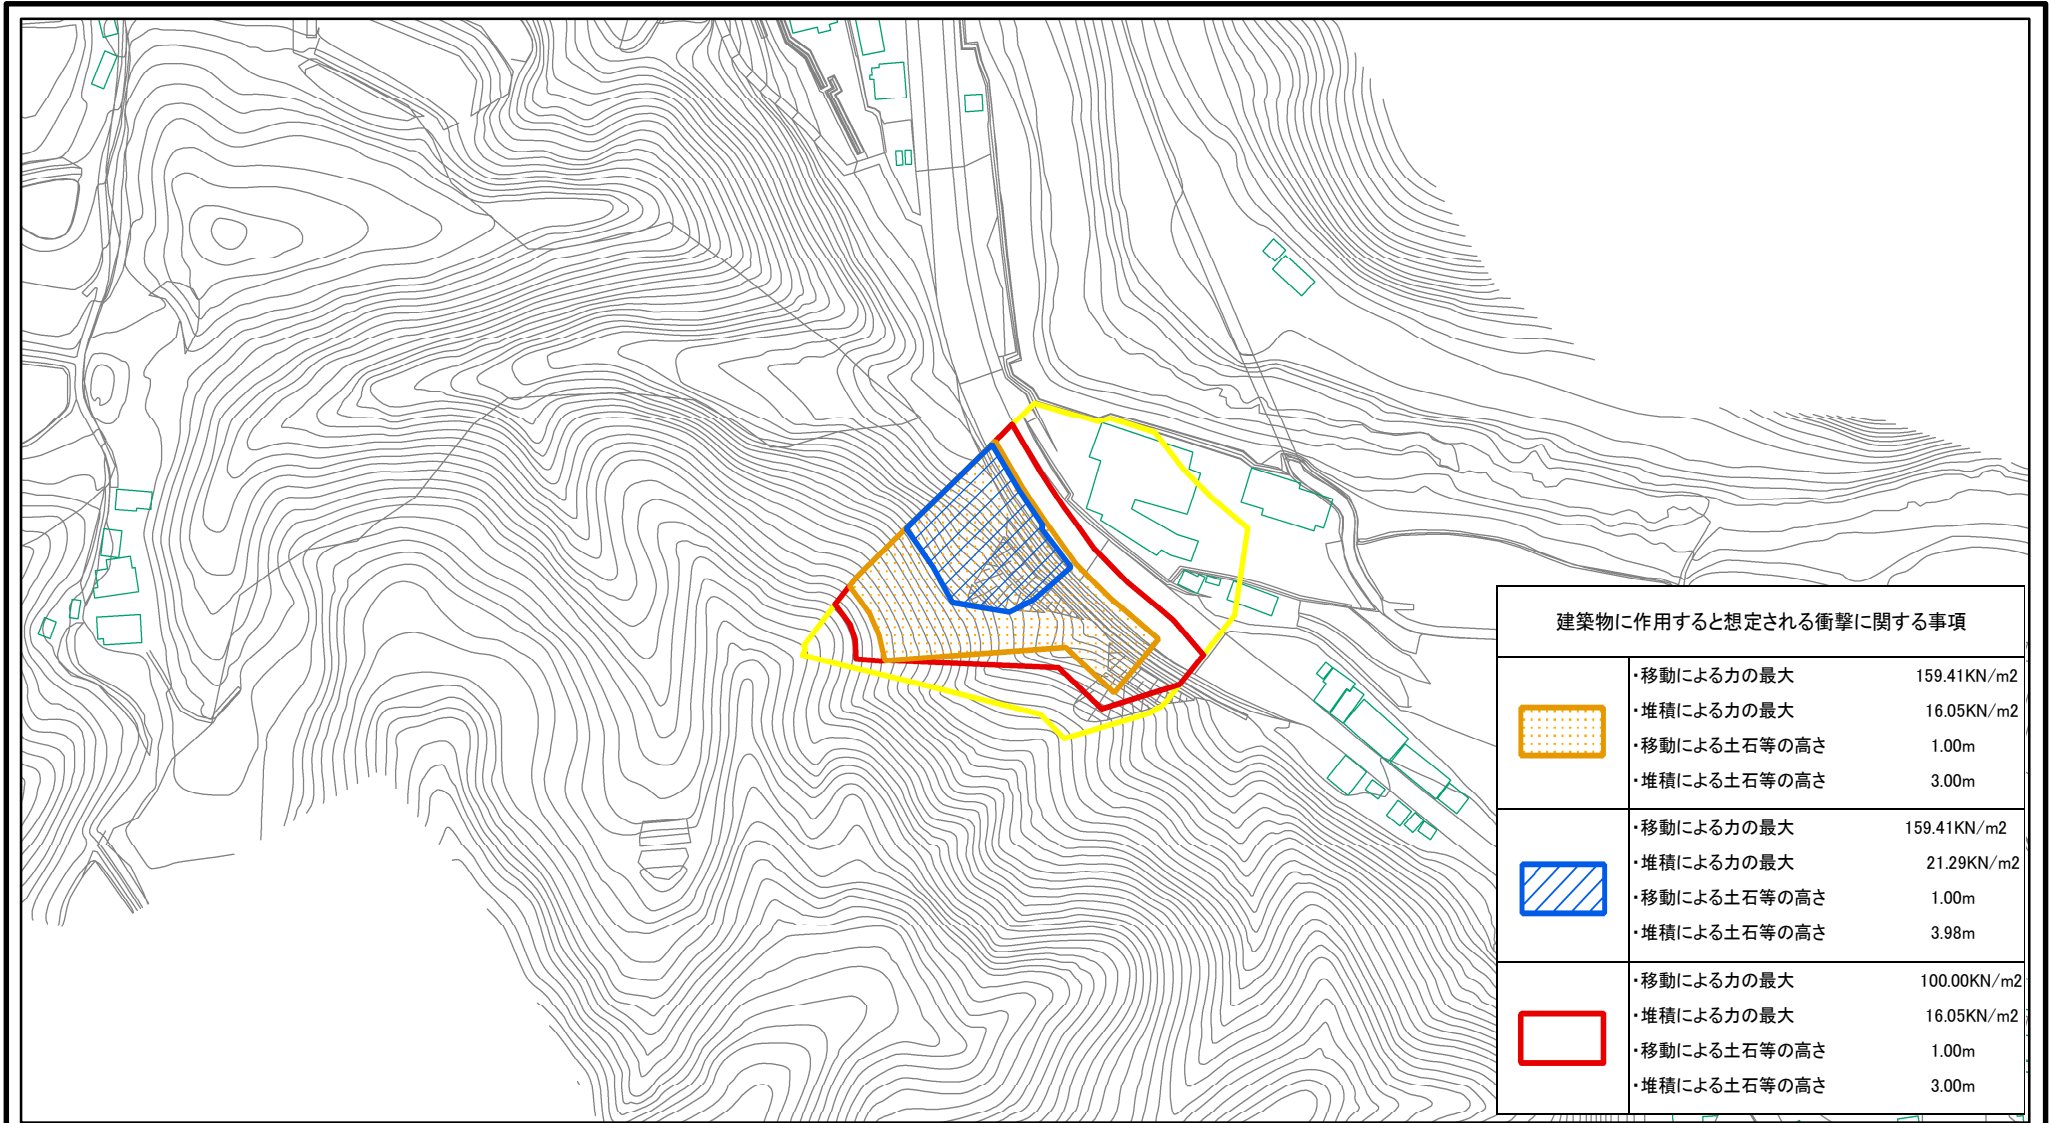 建築物に作用すると想定される衝撃に関する事項
・移動による力の最大 159.41KN/m2
・堆積による力の最大 16.05KN/m2
・移動による土石等の高さ 1.00m
・堆積による土石等の高さ 3.00m
・移動による力の最大 159.41KN/m2
・堆積による力の最大 21.29KN/m2
・移動による土石等の高さ 1.00m
・堆積による土石等の高さ 3.98m
・移動による力の最大 100.00KN/m2
・堆積による力の最大 16.05KN/m2
・移動による土石等の高さ 1.00m
・堆積による土石等の高さ 3.00m